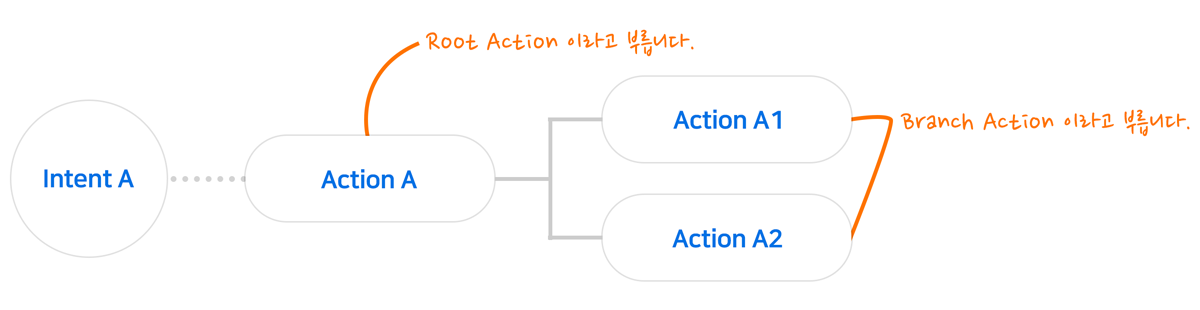 Root Action 이라고 부릅니다.
Action A1
Branch Action 이라고 부릅니다.
Intent A
Action A
Action A2